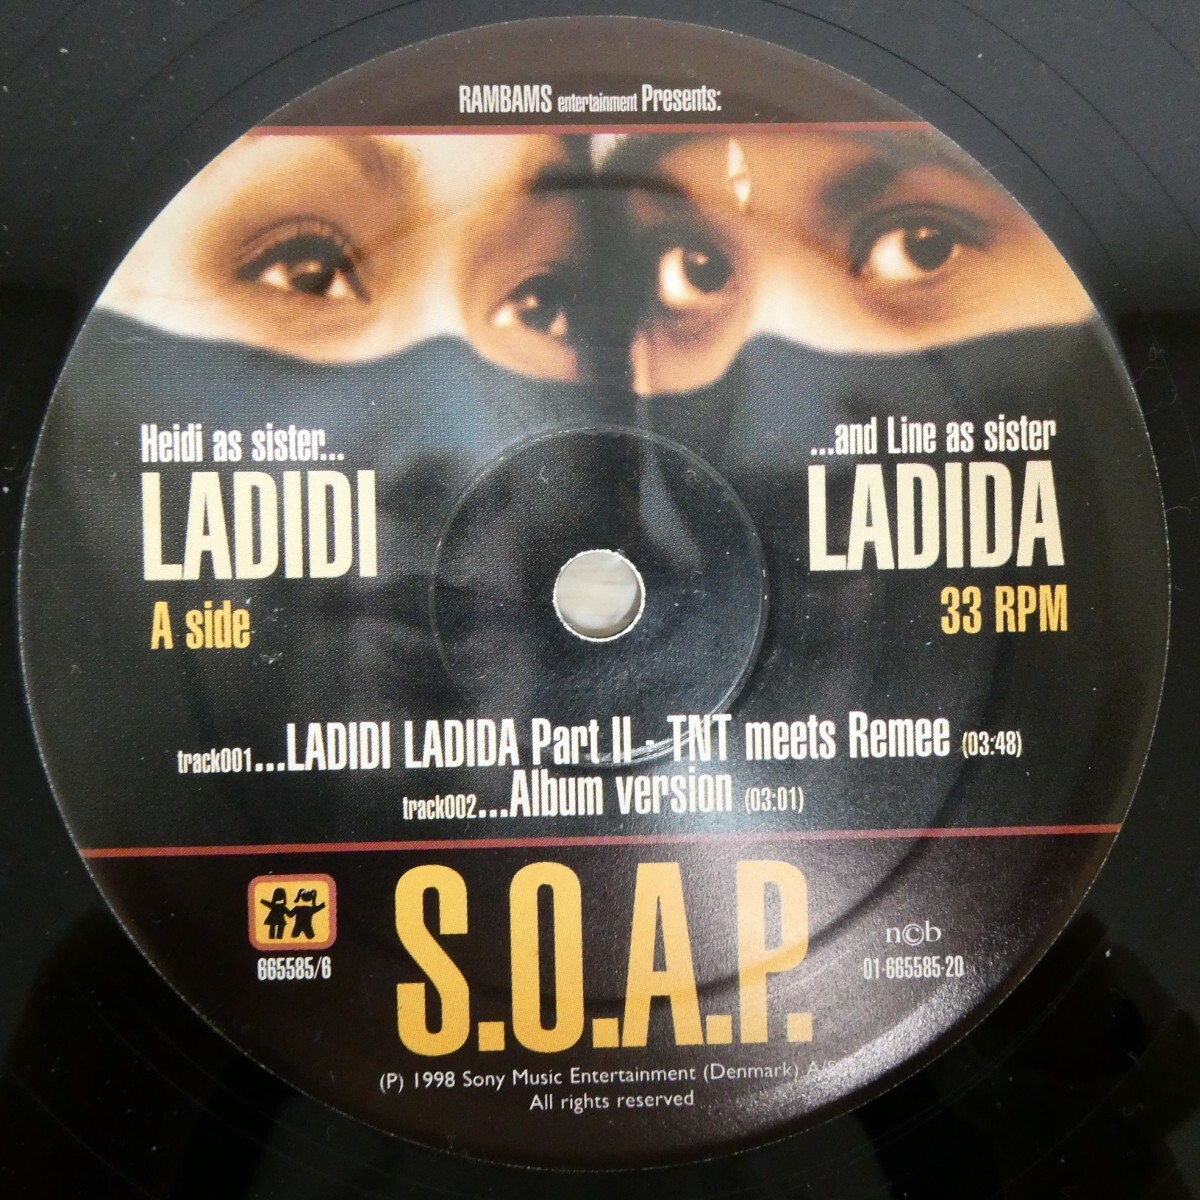 RAMBAMS entertainment Presents:
Heidi as sister...
LADIDI
...and Line as sister
LADIDA
A side
33 RPM
track001...LADIDI LADIDA Part II - TNT meets Remee (03:48)
track002...Album version (03:01)
S.O.A.P.
665585/6
n©b
01-665585-20
(P) 1998 Sony Music Entertainment (Denmark)
All rights reserved